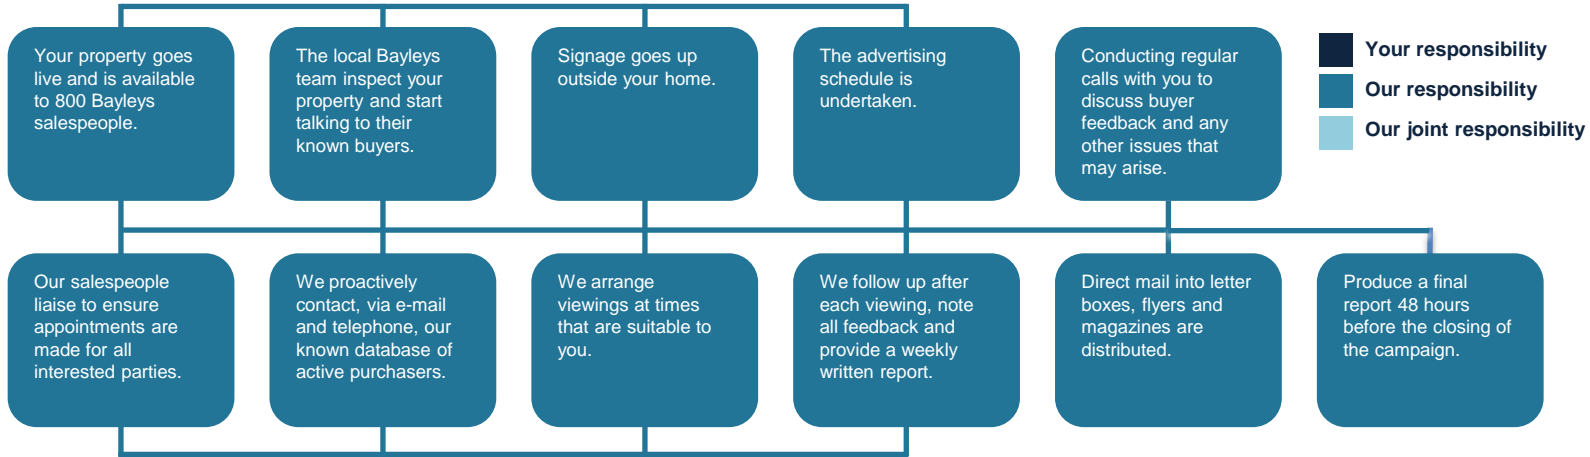 Your property goes
live and is available
to 800 Bayleys
salespeople.
The local Bayleys
team inspect your
property and start
talking to their
known buyers.
Signage goes up
outside your home.
The advertising
schedule is
undertaken.
Conducting regular
calls with you to
discuss buyer
feedback and any
other issues that
may arise.
Your responsibility
Our responsibility
Our joint responsibility
Our salespeople
liaise to ensure
appointments are
made for all
interested parties.
We proactively
contact, via e-mail
and telephone, our
known database of
active purchasers.
We arrange
viewings at times
that are suitable to
you.
We follow up after
each viewing, note
all feedback and
provide a weekly
written report.
Direct mail into letter
boxes, flyers and
magazines are
distributed.
Produce a final
report 48 hours
before the closing of
the campaign.